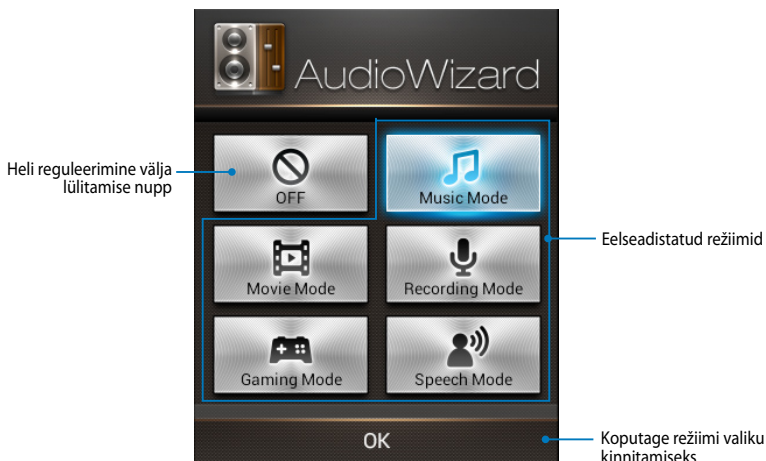 AudioWizard
Heli reguleerimine välja
lülitamise nupp
OFF
Music Mode
Eelseadistatud režiimid
Movie Mode
Recording Mode
Gaming Mode
Speech Mode
OK
Koputage režiimi valiku
kinnitamiseks